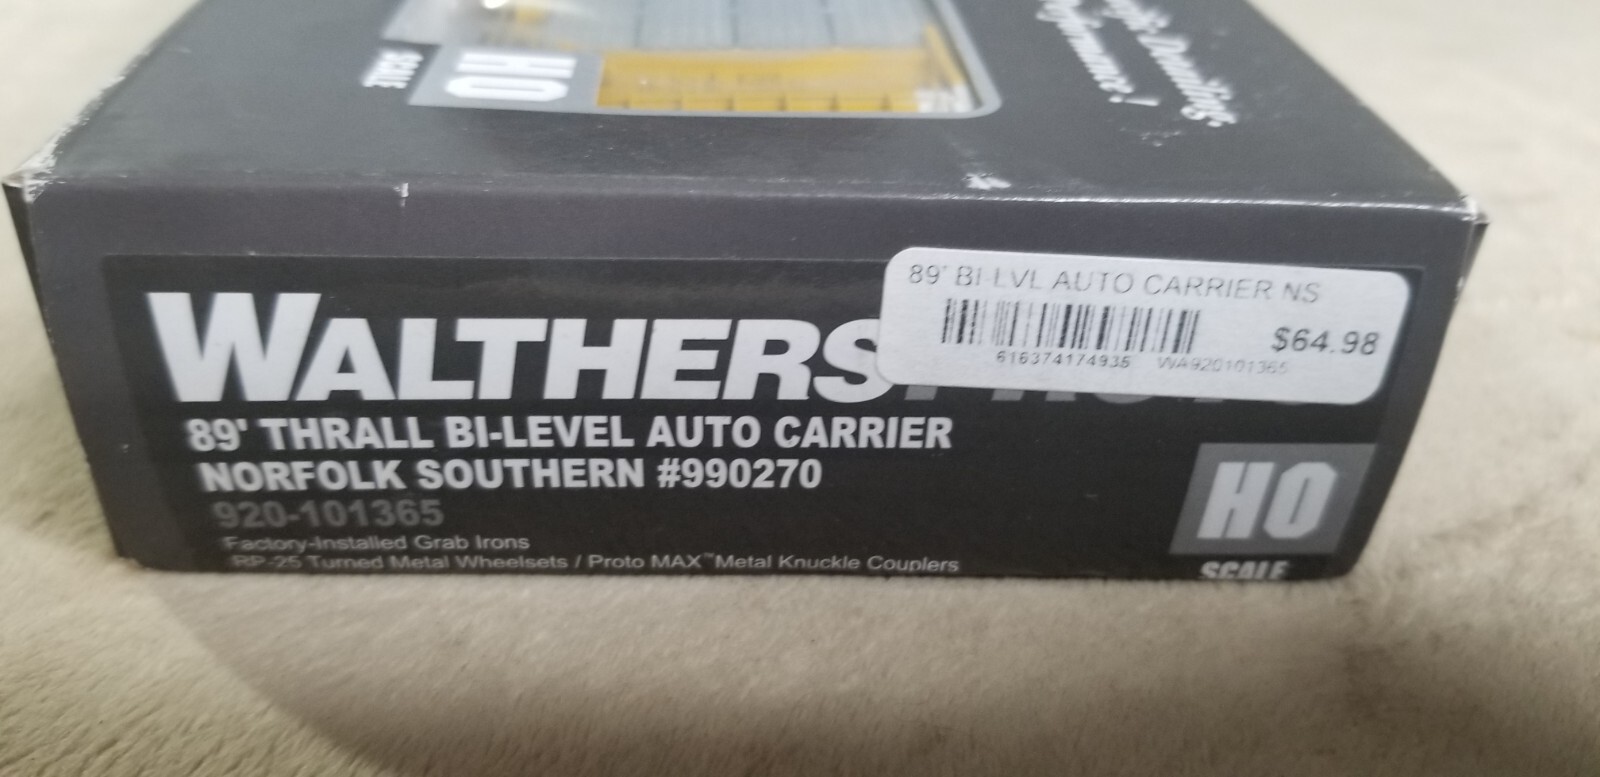 HO
SCALE
Performance!
89' BI-LVL AUTO CARRIER NS
$64.98
616374174935 WA920101365
WALTHERS
89' THRALL BI-LEVEL AUTO CARRIER
NORFOLK SOUTHERN #990270
920-101365
Factory-Installed Grab Irons
RP-25 Turned Metal Wheelsets / Proto MAX™ Metal Knuckle Couplers
HO
SCALE